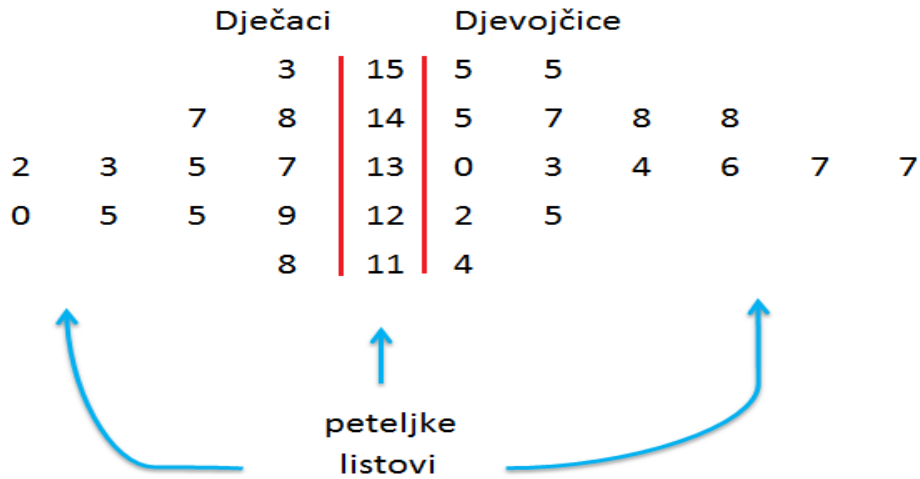 Dječaci Djevojčice
3 15 5 5
7 8 14 5 7 8 8
2 3 5 7 13 0 3 4 6 7 7
0 5 5 9 12 2 5
8 11 4
peteljke
listovi